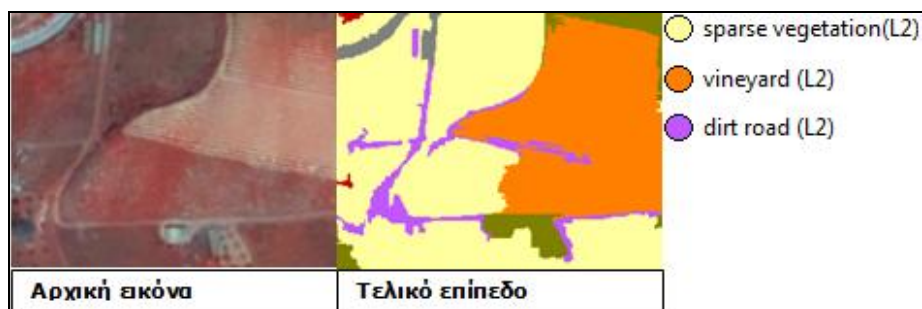 sparse vegetation(L2)
vineyard (L2)
dirt road (L2)
Αρχική εικόνα
Τελικό επίπεδο